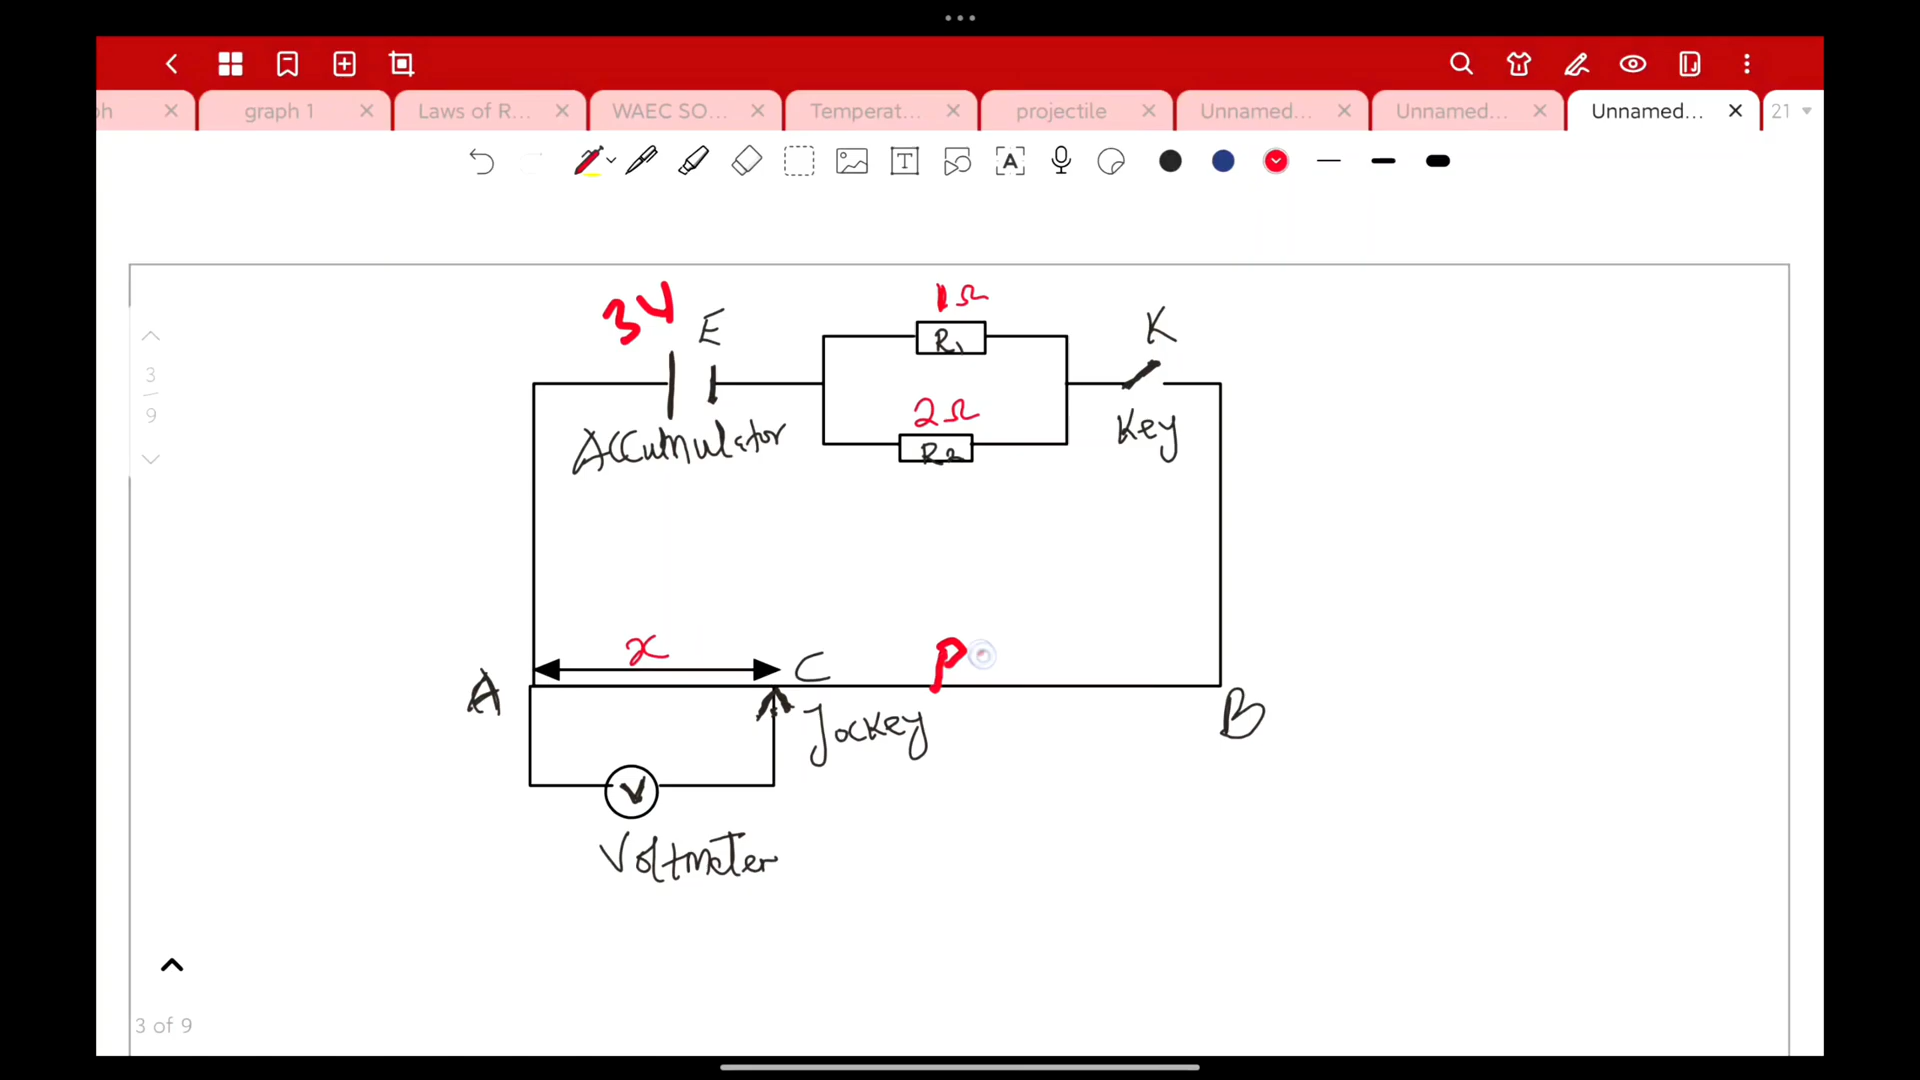 ph
graph 1
Laws of R...
WAEC SO...
Temperat...
projectile
Unnamed...
Unnamed...
Unnamed...
21
T
A
3V
E
1Ω
R1
K
3
9
2Ω
R2
Accumulator
Key
x
C
P
A
Jockey
B
V
Voltmeter
3 of 9